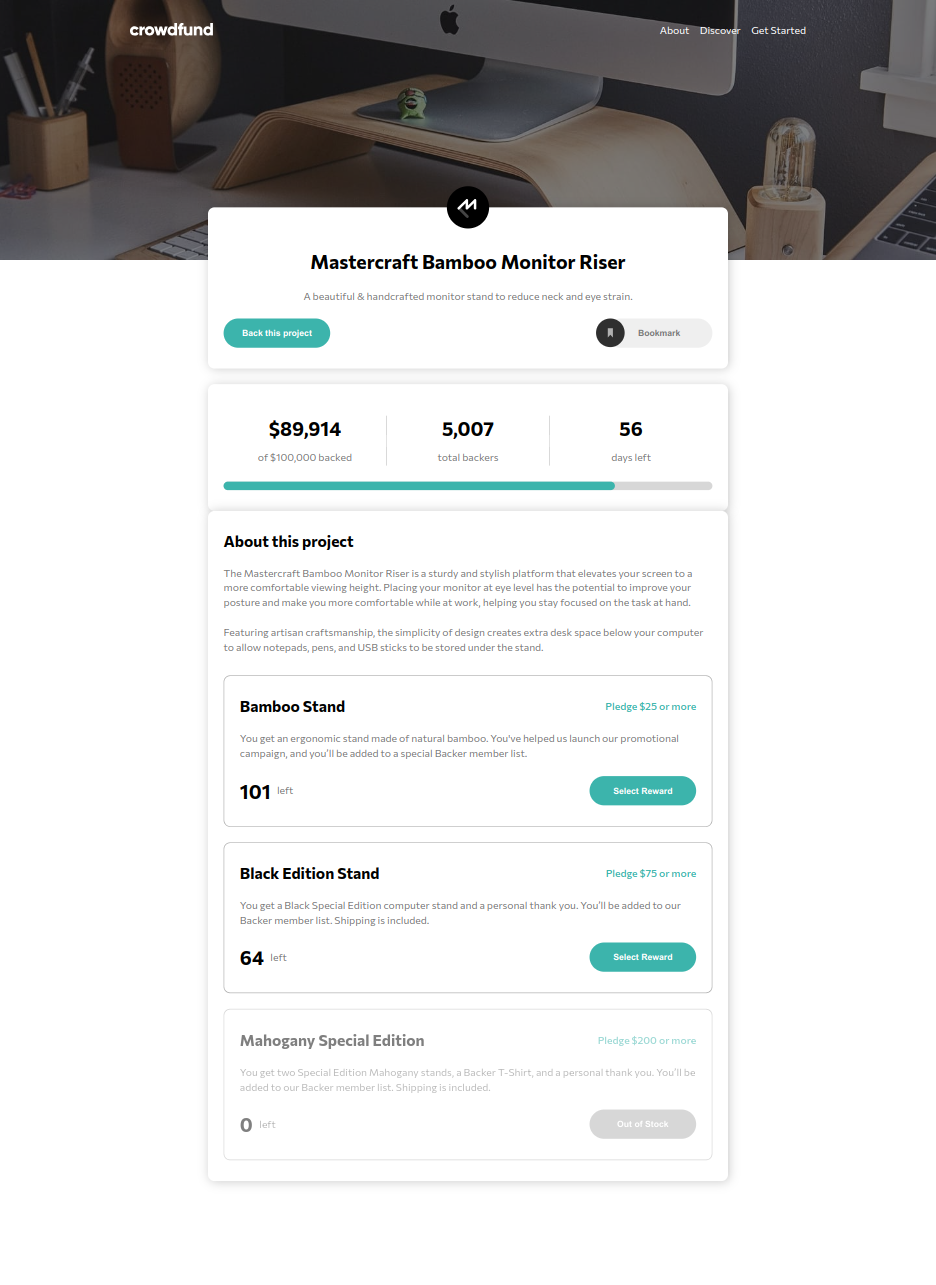 crowdfund
About Discover Get Started
Mastercraft Bamboo Monitor Riser
A beautiful & handcrafted monitor stand to reduce neck and eye strain.
Back this project
Bookmark
$89,914
of $100,000 backed
5,007
total backers
56
days left
About this project
The Mastercraft Bamboo Monitor Riser is a sturdy and stylish platform that elevates your screen to a
more comfortable viewing height. Placing your monitor at eye level has the potential to improve your
posture and make you more comfortable while at work, helping you stay focused on the task at hand.
Featuring artisan craftsmanship, the simplicity of design creates extra desk space below your computer
to allow notepads, pens, and USB sticks to be stored under the stand.
Bamboo Stand
Pledge $25 or more
You get an ergonomic stand made of natural bamboo. You've helped us launch our promotional
campaign, and you'll be added to a special Backer member list.
101 left
Select Reward
Black Edition Stand
Pledge $75 or more
You get a Black Special Edition computer stand and a personal thank you. You'll be added to our
Backer member list. Shipping is included.
64 left
Select Reward
Mahogany Special Edition
Pledge $200 or more
You get two Special Edition Mahogany stands, a Backer T-Shirt, and a personal thank you. You'll be
added to our Backer member list. Shipping is included.
0 left
Out of Stock